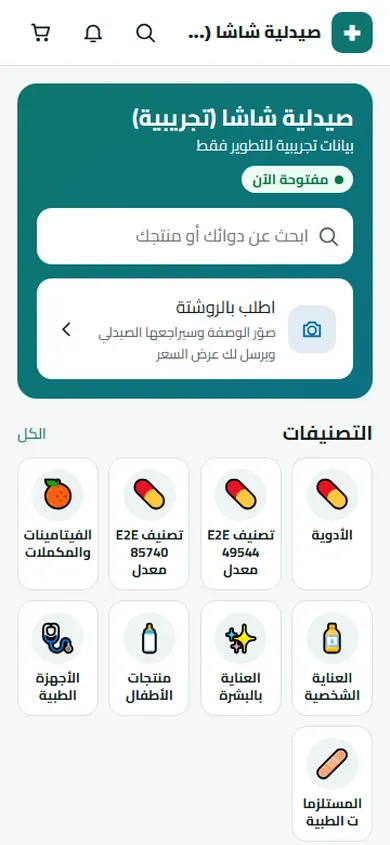 صيدلية شاشا (...
صيدلية شاشا (تجريبية)
بيانات تجريبية للتطوير فقط
مفتوحة الآن
ابحث عن دوائك أو منتجك
اطلب بالروشتة
صوّر الوصفة وسيراجعها الصيدلي
ويرسل لك عرض السعر
التصنيفات
الكل
الأدوية
تصنيف E2E
49544
معدل
تصنيف E2E
85740
معدل
الفيتامينات
والمكملات
العناية
الشخصية
العناية
بالبشرة
منتجات
الأطفال
الأجهزة
الطبية
المستلزما
ت الطبية